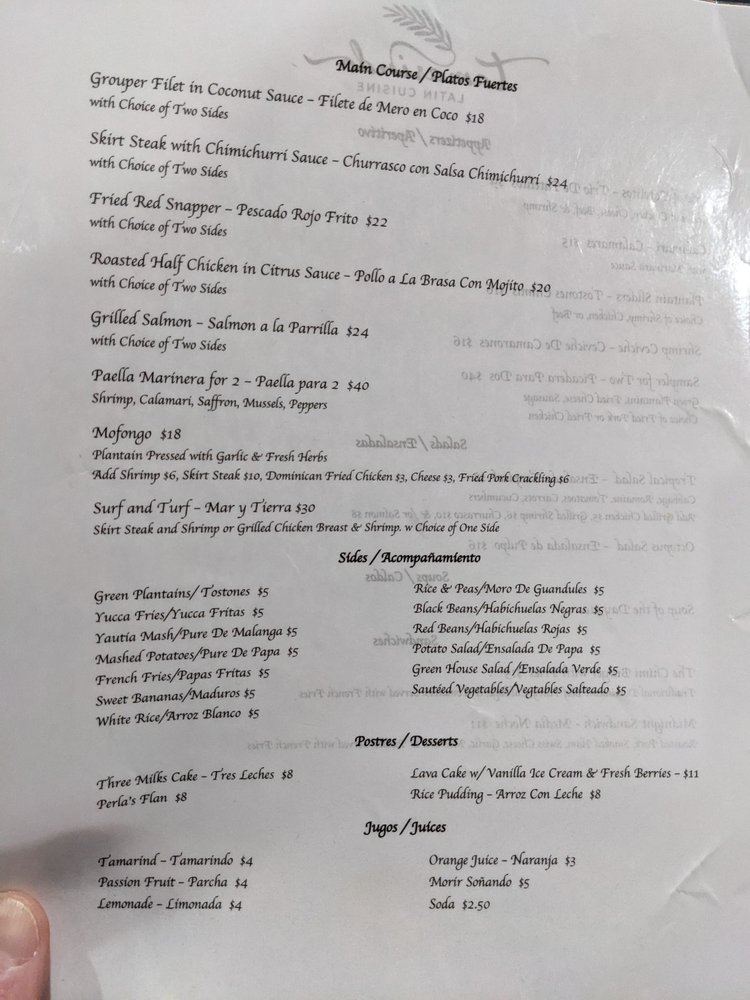 Main Course / Platos Fuertes
Grouper Filet in Coconut Sauce – Filete de Mero en Coco $18
with Choice of Two Sides
Skirt Steak with Chimichurri Sauce – Churrasco con Salsa Chimichurri $24
with Choice of Two Sides
Fried Red Snapper – Pescado Rojo Frito $22
with Choice of Two Sides
Roasted Half Chicken in Citrus Sauce – Pollo a La Brasa Con Mojito $20
with Choice of Two Sides
Grilled Salmon – Salmon a la Parrilla $24
with Choice of Two Sides
Paella Marinera for 2 – Paella para 2 $40
Shrimp, Calamari, Saffron, Mussels, Peppers
Mofongo $18
Plantain Pressed with Garlic & Fresh Herbs
Add Shrimp $6, Skirt Steak $10, Dominican Fried Chicken $3, Cheese $3, Fried Pork Crackling $6
Surf and Turf – Mar y Tierra $30
Skirt Steak and Shrimp or Grilled Chicken Breast & Shrimp. w Choice of One Side
Sides / Acompañamiento
Green Plantains/Tostones $5
Yucca Fries/Yucca Fritas $5
Yautia Mash/Pure De Malanga $5
Mashed Potatoes/Pure De Papa $5
French Fries/Papas Fritas $5
Sweet Bananas/Maduros $5
White Rice/Arroz Blanco $5
Rice & Peas/Moro De Guandules $5
Black Beans/Habichuelas Negras $5
Red Beans/Habichuelas Rojas $5
Potato Salad/Ensalada De Papa $5
Green House Salad /Ensalada Verde $5
Sautéed Vegetables/Vegtables Salteado $5
Postres / Desserts
Three Milks Cake – Tres Leches $8
Perla's Flan $8
Lava Cake w/ Vanilla Ice Cream & Fresh Berries – $11
Rice Pudding – Arroz Con Leche $8
Jugos / Juices
Tamarind – Tamarindo $4
Passion Fruit – Parcha $4
Lemonade – Limonada $4
Orange Juice – Naranja $3
Morir Soñando $5
Soda $2.50